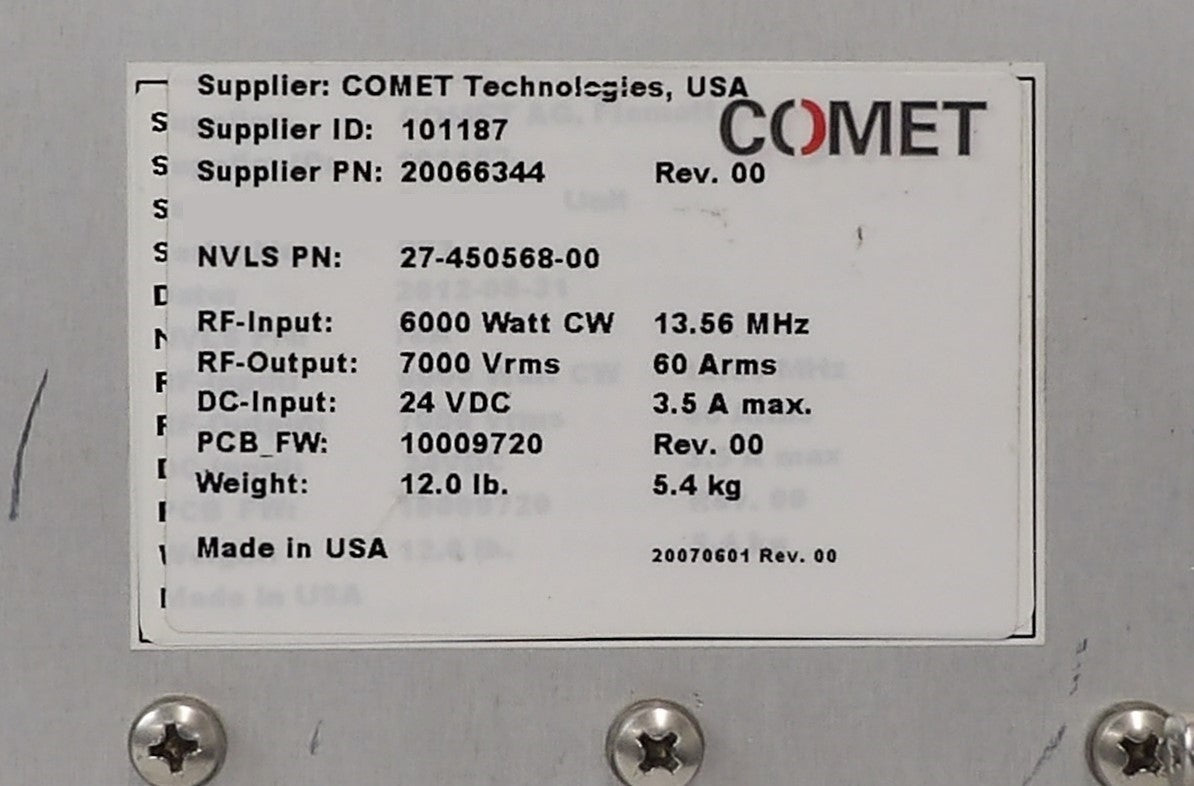 Supplier: COMET Technologies, USA
COMET
Supplier ID: 101187
Supplier PN: 20066344 Rev. 00
NVLS PN: 27-450568-00
RF-Input: 6000 Watt CW 13.56 MHz
RF-Output: 7000 Vrms 60 Arms
DC-Input: 24 VDC 3.5 A max.
PCB_FW: 10009720 Rev. 00
Weight: 12.0 lb. 5.4 kg
Made in USA 20070601 Rev. 00